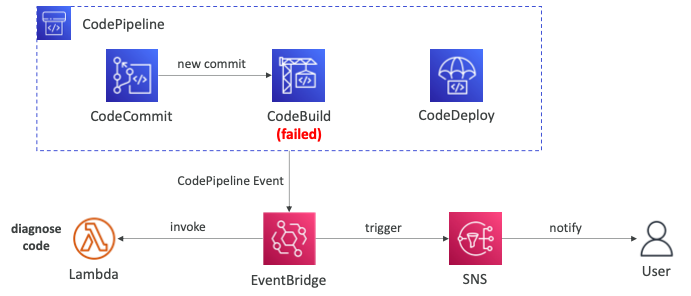 CodePipeline
new commit
CodeCommit
CodeBuild
(failed)
CodeDeploy
CodePipeline Event
diagnose
code
invoke
trigger
notify
Lambda
EventBridge
SNS
User